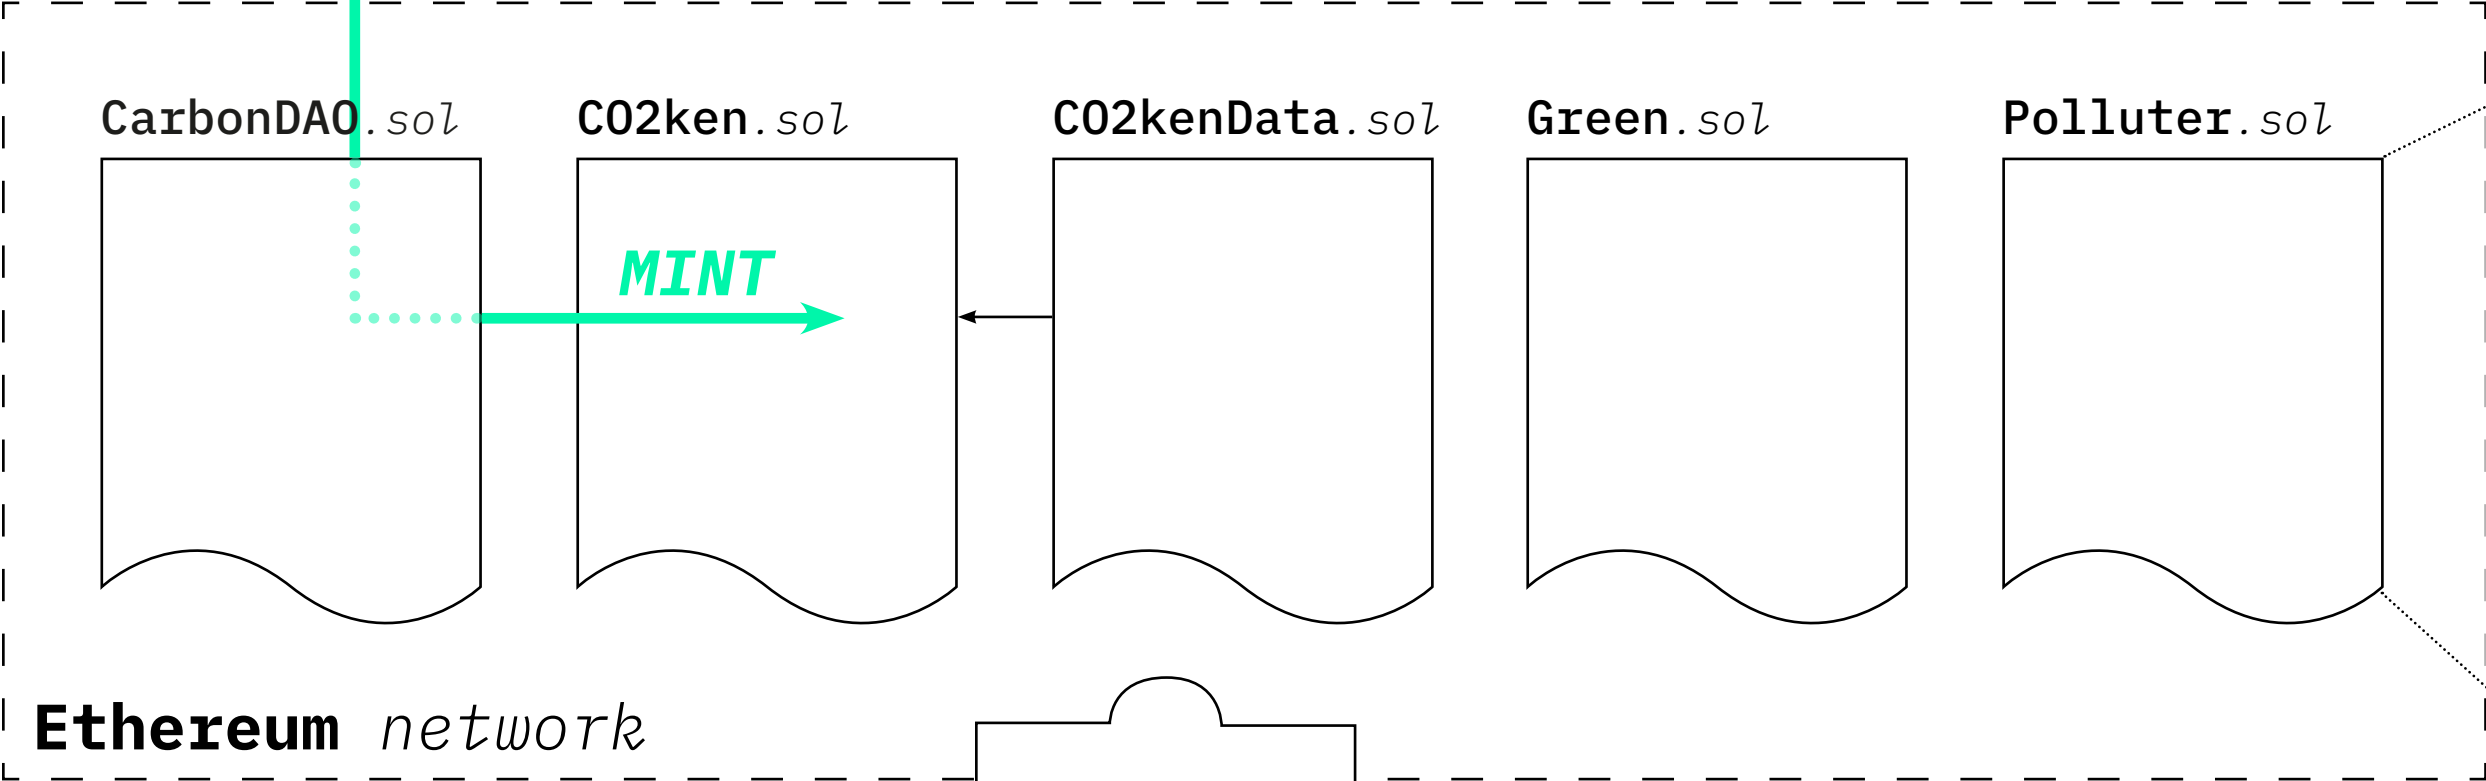 CarbonDAO.sol CO2ken.sol CO2kenData.sol Green.sol Polluter.sol
MINT
Ethereum network